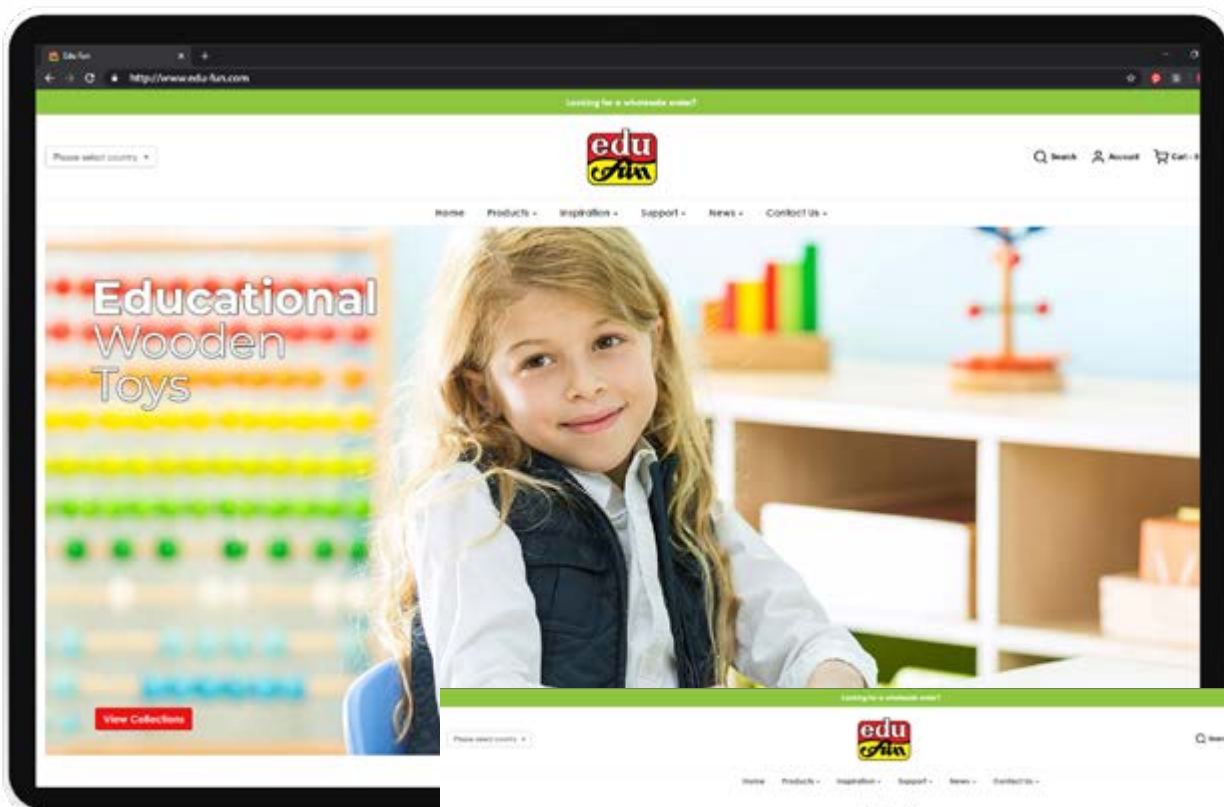 Edu fun
http://www.edu-fun.com
Looking for a wholesale order?
Please select country
edu
fun
Search
Account
Cart - 0
Home
Products
Inspiration
Support
News
Contact Us
Educational
Wooden
Toys
View Collections
Looking for a wholesale order?
Please select country
edu
fun
Search
Home
Products
Inspiration
Support
News
Contact Us